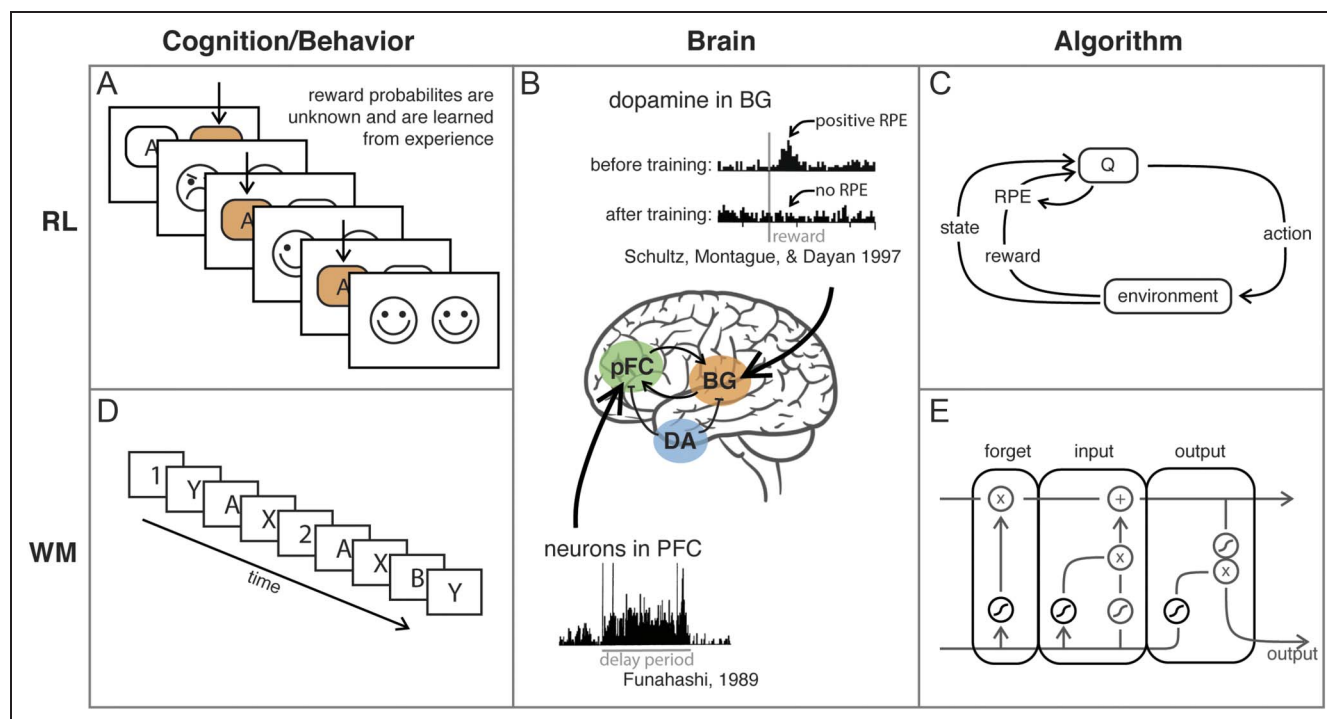 Cognition/Behavior
Brain
Algorithm
RL
A
reward probabilites are
unknown and are learned
from experience
A
A
A
B
dopamine in BG
positive RPE
before training:
no RPE
after training:
reward
Schultz, Montague, & Dayan 1997
pFC
BG
DA
neurons in PFC
delay period
Funahashi, 1989
C
Q
RPE
state
reward
action
environment
WM
D
1
Y
A
X
2
A
X
B
Y
time
E
forget
input
output
x
+
x
x
output